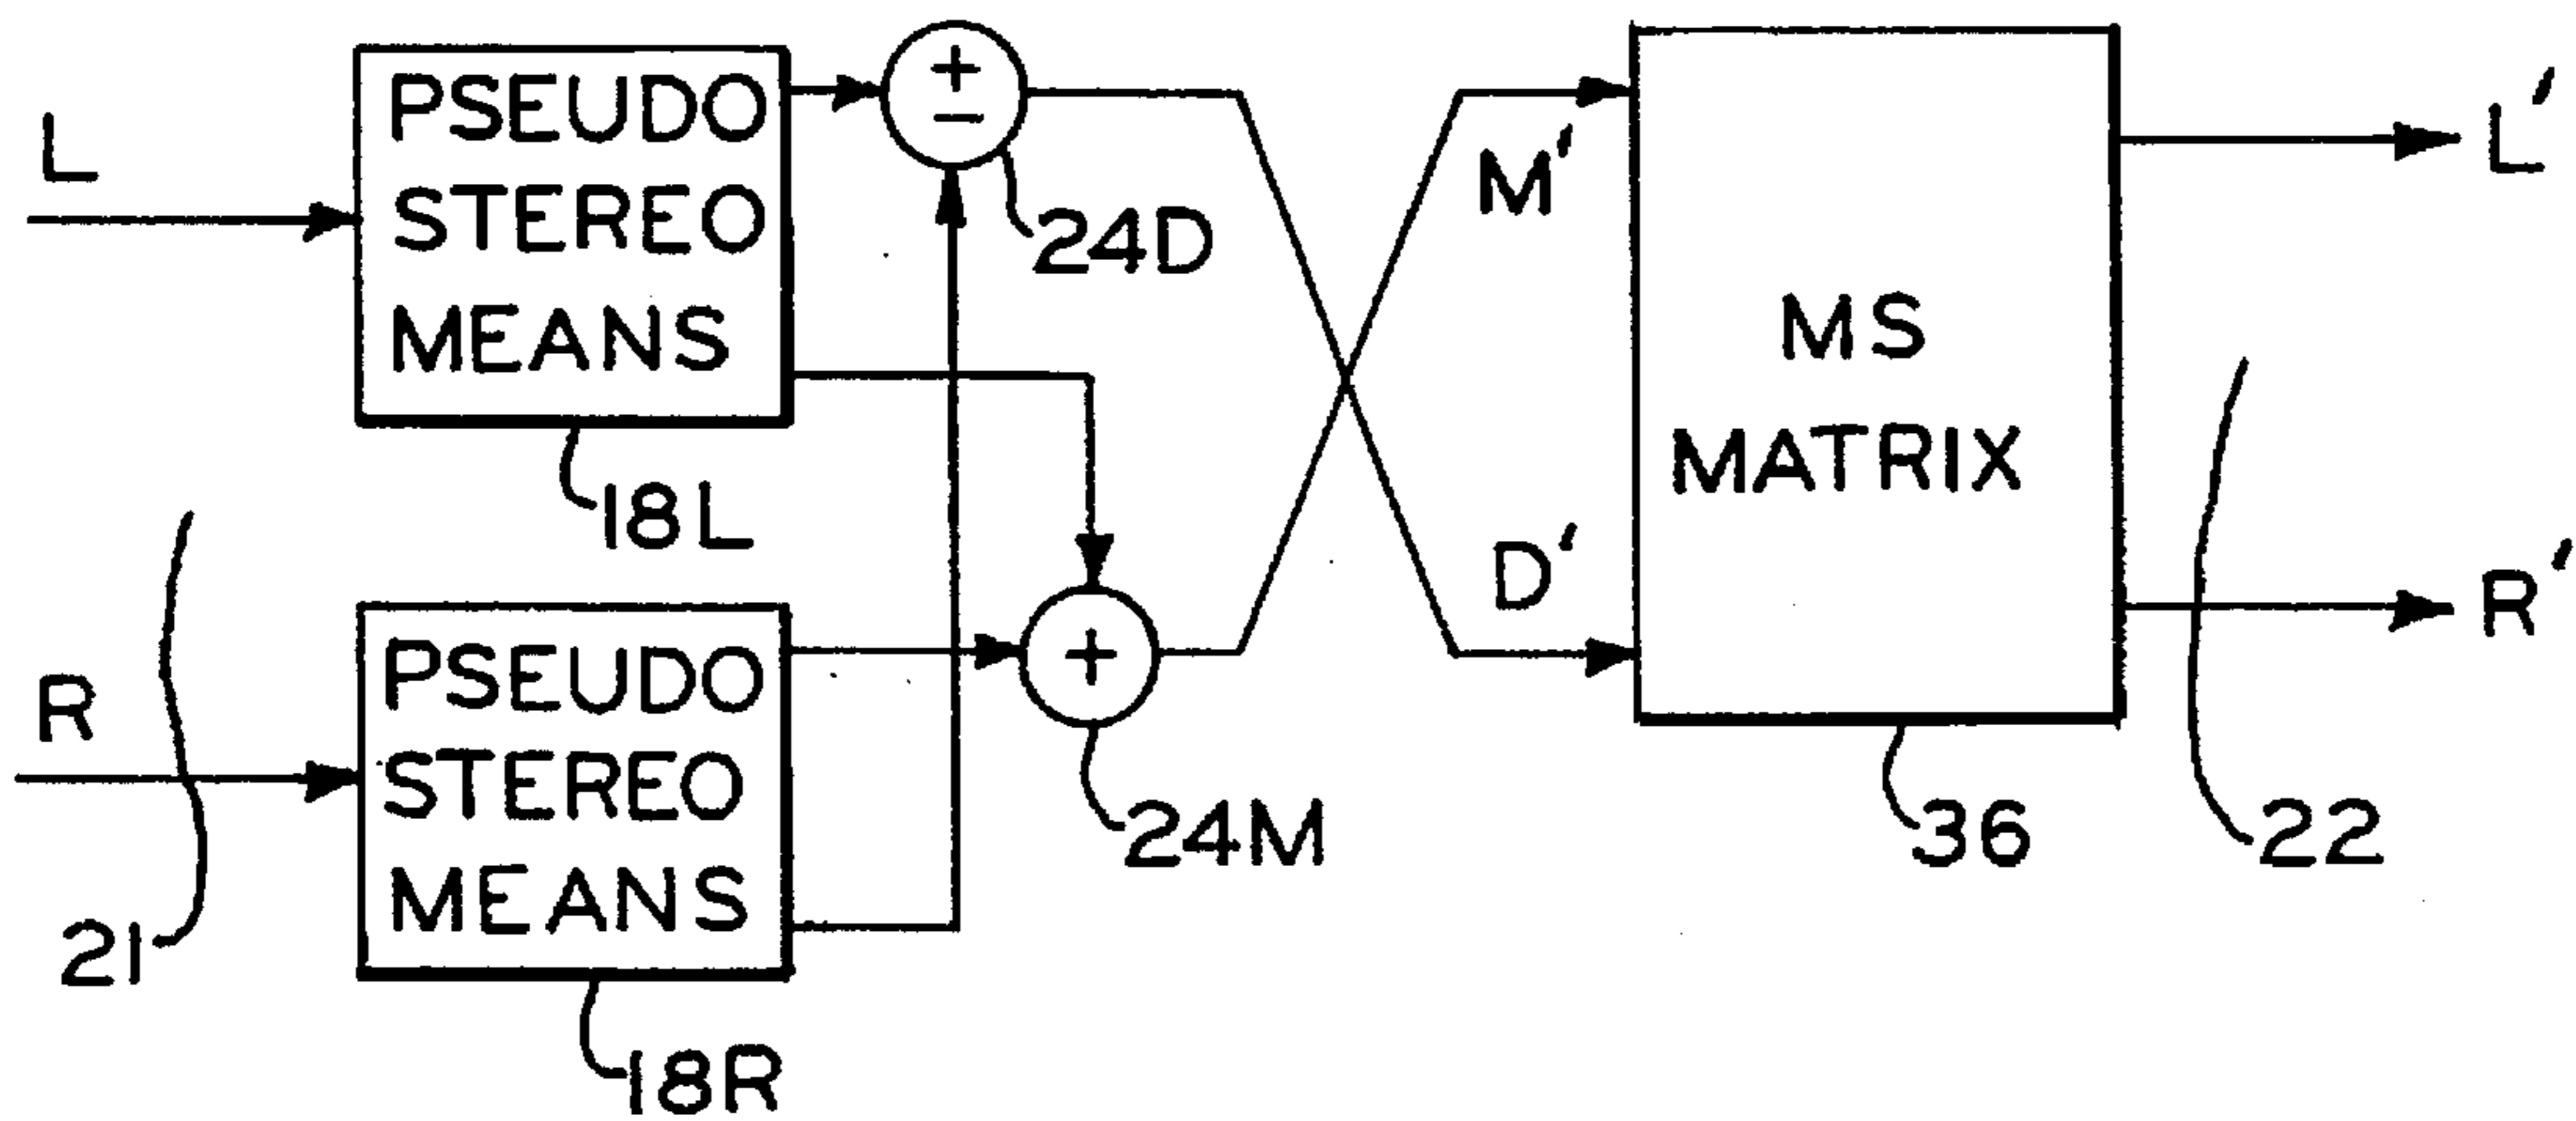 L
PSEUDO
STEREO
MEANS
18L
+
−
24D
R
PSEUDO
STEREO
MEANS
18R
21
+
24M
M'
D'
MS
MATRIX
36
L'
R'
22